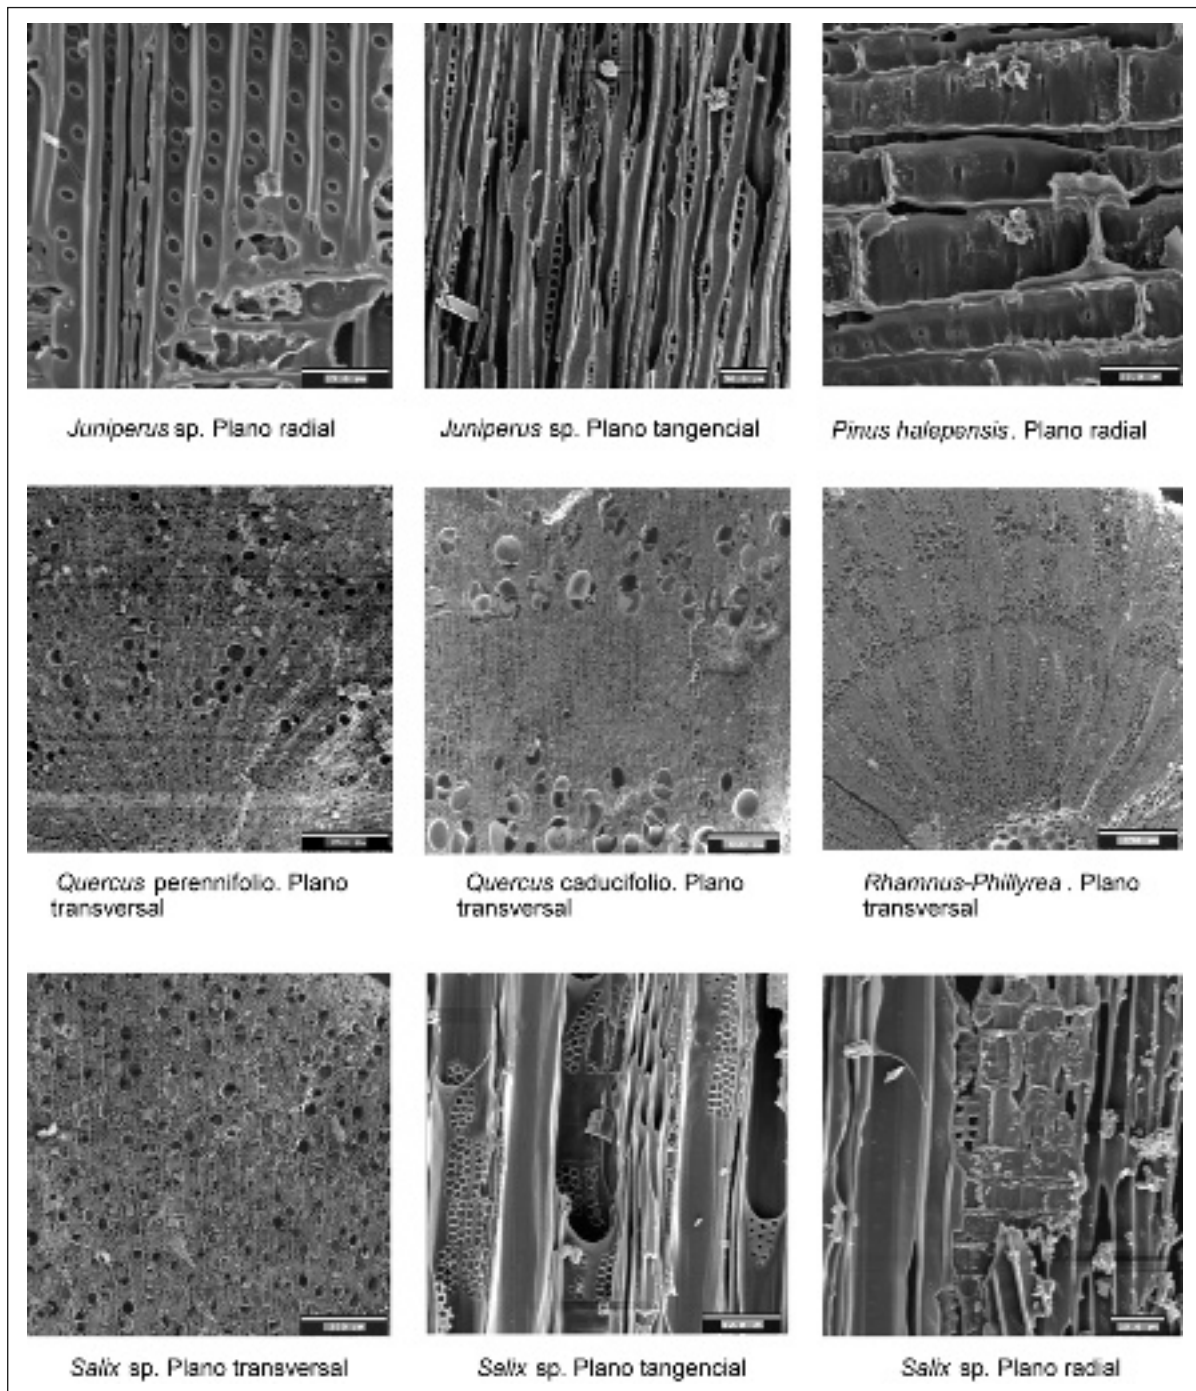 Juniperus sp. Plano radial
Juniperus sp. Plano tangencial
Pinus halepensis. Plano radial
Quercus perennifolio. Plano
transversal
Quercus caducifolio. Plano
transversal
Rhamnus-Phillyrea . Plano
transversal
Salix sp. Plano transversal
Salix sp. Plano tangencial
Salix sp. Plano radial